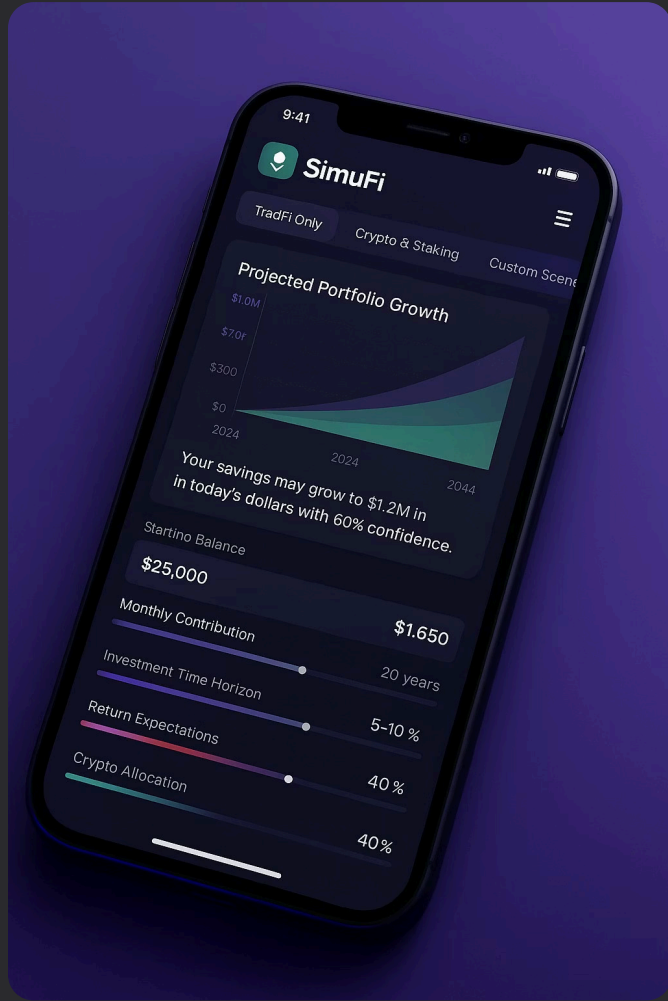 9:41
SimuFi
TradFi Only
Crypto & Staking
Custom Scene
Projected Portfolio Growth
$1.0M
$7.0F
$300
$0
2024
2024
2044
Your savings may grow to $1.2M in
in today's dollars with 60% confidence.
Startino Balance
$25,000
$1.650
Monthly Contribution
20 years
Investment Time Horizon
5-10 %
Return Expectations
40 %
Crypto Allocation
40%